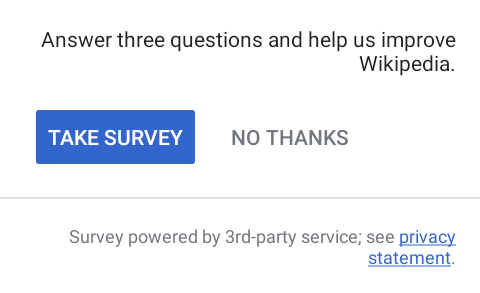 Answer three questions and help us improve
Wikipedia.
TAKE SURVEY
NO THANKS
Survey powered by 3rd-party service; see privacy
statement.